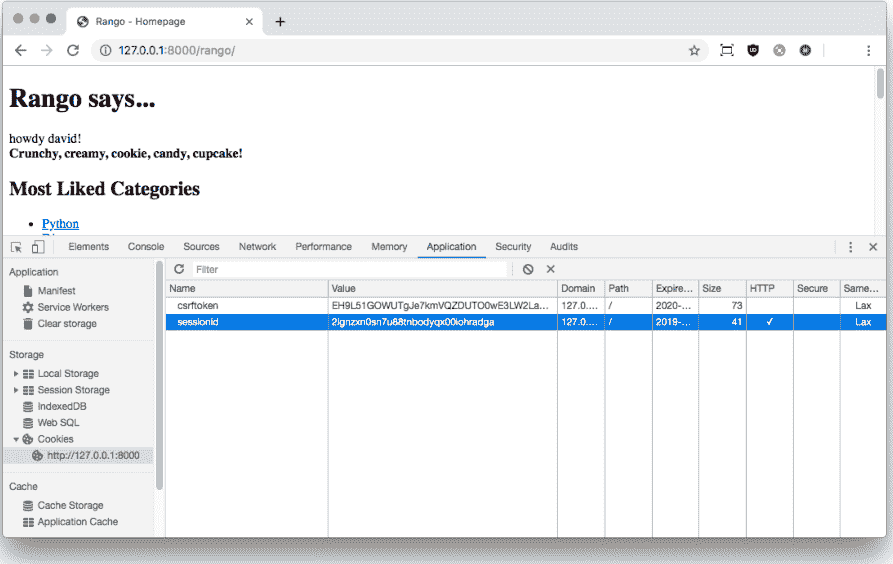 Rango - Homepage
127.0.0.1:8000/rango/
Rango says...
howdy david!
Crunchy, creamy, cookie, candy, cupcake!
Most Liked Categories
Python
Elements Console Sources Network Performance Memory Application Security Audits
Application
Manifest
Service Workers
Clear storage
Storage
Local Storage
Session Storage
IndexedDB
Web SQL
Cookies
http://127.0.0.1:8000
Cache
Cache Storage
Application Cache
Filter
Name Value Domain Path Expire... Size HTTP Secure Same...
csrftoken EH9L51GOWUTgJe7kmVQZDUTO0wE3LW2La... 127.0.... / 2020-... 73 Lax
sessionid 127.0.... / 2019-... 41 ✓ Lax